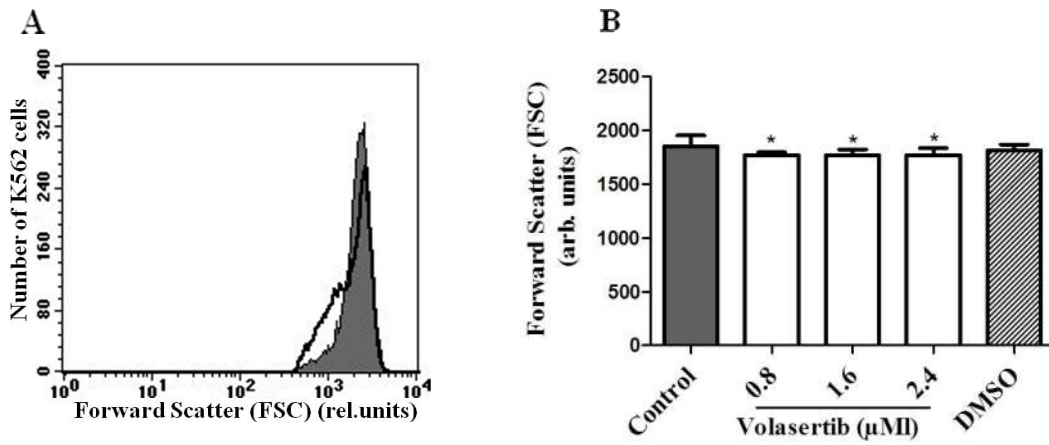 A
Number of K562 cells
400
320
240
160
80
0
10^0 10^1 10^2 10^3 10^4
Forward Scatter (FSC) (rel.units)
B
Forward Scatter (FSC)
(arb. units)
2500
2000
1500
1000
500
0
* * *
Control 0.8 1.6 2.4 DMSO
Volasertib (µMl)